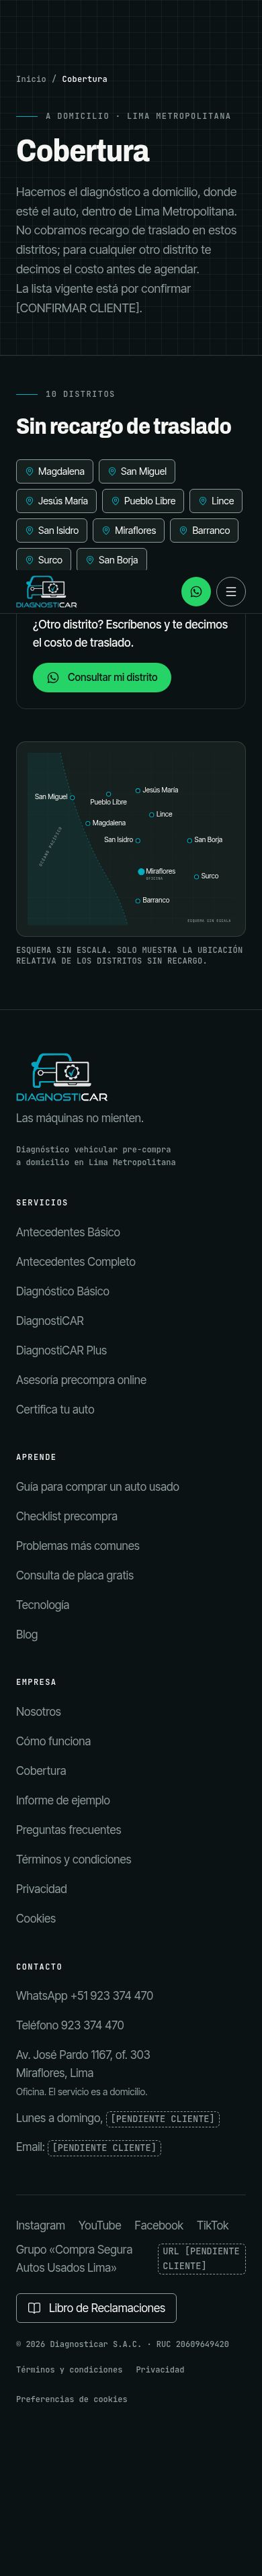 Inicio / Cobertura
A DOMICILIO · LIMA METROPOLITANA
Cobertura
Hacemos el diagnóstico a domicilio, donde
esté el auto, dentro de Lima Metropolitana.
No cobramos recargo de traslado en estos
distritos; para cualquier otro distrito te
decimos el costo antes de agendar.
La lista vigente está por confirmar
[CONFIRMAR CLIENTE].
10 DISTRITOS
Sin recargo de traslado
Magdalena
San Miguel
Jesús María
Pueblo Libre
Lince
San Isidro
Miraflores
Barranco
Surco
San Borja
DIAGNOSTICAR
¿Otro distrito? Escríbenos y te decimos
el costo de traslado.
Consultar mi distrito
Jesús María
San Miguel
Pueblo Libre
Lince
Magdalena
San Isidro
San Borja
OCÉANO PACÍFICO
Miraflores
OFICINA
Surco
Barranco
ESQUEMA SIN ESCALA
ESQUEMA SIN ESCALA. SOLO MUESTRA LA UBICACIÓN
RELATIVA DE LOS DISTRITOS SIN RECARGO.
DIAGNOSTICAR
Las máquinas no mienten.
Diagnóstico vehicular pre-compra
a domicilio en Lima Metropolitana
SERVICIOS
Antecedentes Básico
Antecedentes Completo
Diagnóstico Básico
DiagnostiCAR
DiagnostiCAR Plus
Asesoría precompra online
Certifica tu auto
APRENDE
Guía para comprar un auto usado
Checklist precompra
Problemas más comunes
Consulta de placa gratis
Tecnología
Blog
EMPRESA
Nosotros
Cómo funciona
Cobertura
Informe de ejemplo
Preguntas frecuentes
Términos y condiciones
Privacidad
Cookies
CONTACTO
WhatsApp +51 923 374 470
Teléfono 923 374 470
Av. José Pardo 1167, of. 303
Miraflores, Lima
Oficina. El servicio es a domicilio.
Lunes a domingo, [PENDIENTE CLIENTE]
Email: [PENDIENTE CLIENTE]
Instagram YouTube Facebook TikTok
Grupo «Compra Segura
Autos Usados Lima»
URL [PENDIENTE
CLIENTE]
Libro de Reclamaciones
© 2026 Diagnosticar S.A.C. · RUC 20609649420
Términos y condiciones Privacidad
Preferencias de cookies